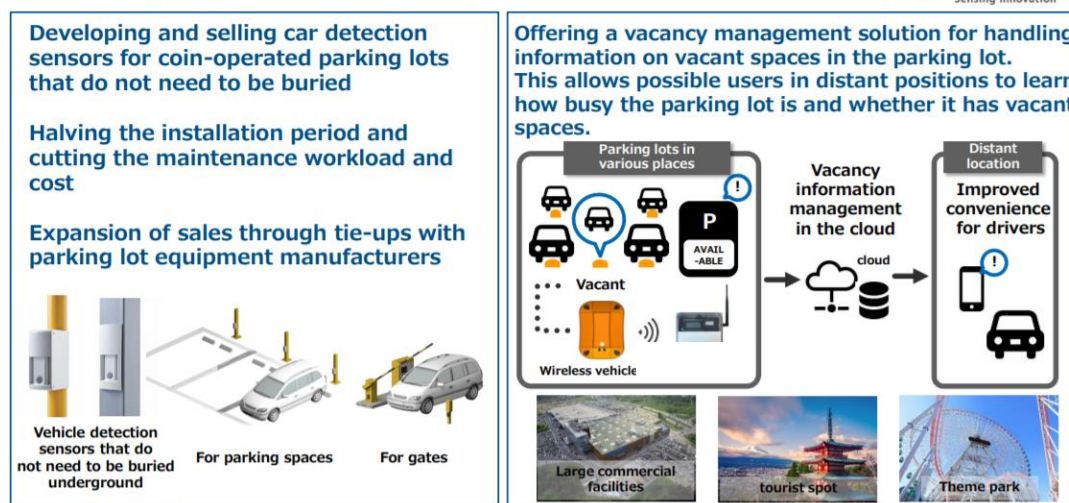 Sensing Innovation
Developing and selling car detection
sensors for coin-operated parking lots
that do not need to be buried
Halving the installation period and
cutting the maintenance workload and
cost
Expansion of sales through tie-ups with
parking lot equipment manufacturers
Vehicle detection
sensors that do
not need to be buried
underground
For parking spaces
For gates
Offering a vacancy management solution for handling
information on vacant spaces in the parking lot.
This allows possible users in distant positions to learn
how busy the parking lot is and whether it has vacant
spaces.
Parking lots in
various places
!
P
AVAIL
-ABLE
Vacant
Wireless vehicle
Vacancy
information
management
in the cloud
cloud
Distant
location
Improved
convenience
for drivers
!
Large commercial
facilities
tourist spot
Theme park